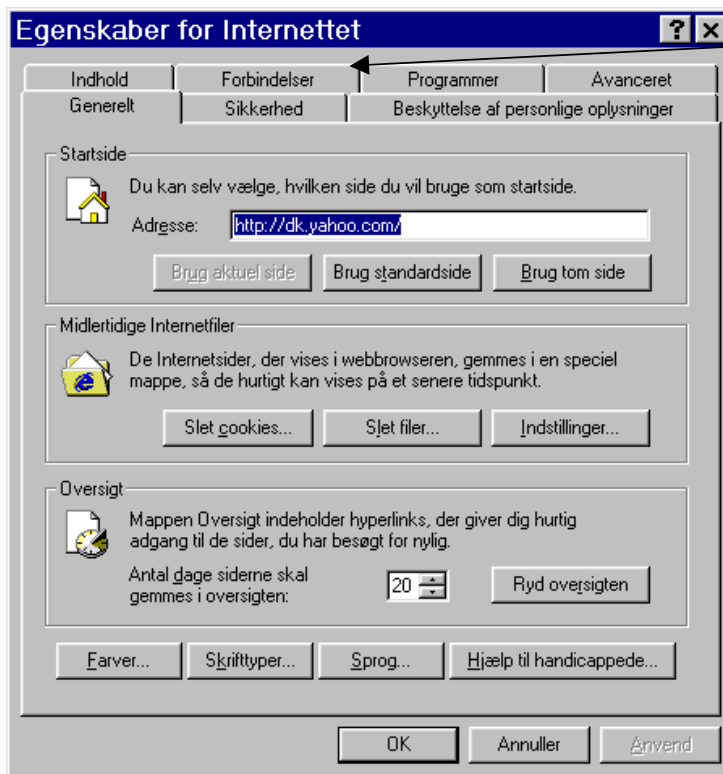 Egenskaber for Internettet
Indhold Forbindelser Programmer Avanceret
Generelt Sikkerhed Beskyttelse af personlige oplysninger
Startside
Du kan selv vælge, hvilken side du vil bruge som startside.
Adresse: http://dk.yahoo.com/
Brug aktuel side Brug standardside Brug tom side
Midlertidige Internetfiler
De Internetsider, der vises i webbrowseren, gemmes i en speciel
mappe, så de hurtigt kan vises på et senere tidspunkt.
Slet cookies... Slet filer... Indstillinger...
Oversigt
Mappen Oversigt indeholder hyperlinks, der giver dig hurtig
adgang til de sider, du har besøgt for nylig.
Antal dage siderne skal
gemmes i oversigten: 20 Ryd oversigten
Farver... Skrifttyper... Sprog... Hjælp til handicappede...
OK Annuller Anvend